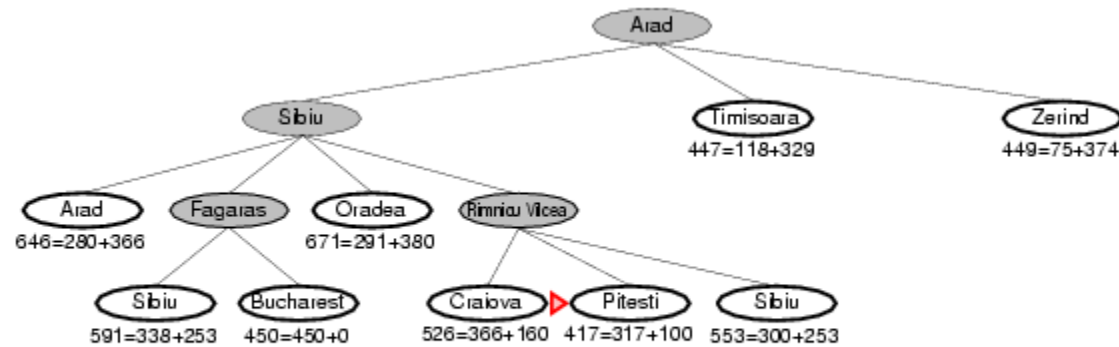 Arad
Sibiu
Timisoara
Zerind
447=118+329
449=75+374
Arad
Fagaras
Oradea
Rimnicu Vilcea
646=280+366
671=291+380
Sibiu
Bucharest
Craiova
Pitesti
Sibiu
591=338+253
450=450+0
526=366+160
417=317+100
553=300+253